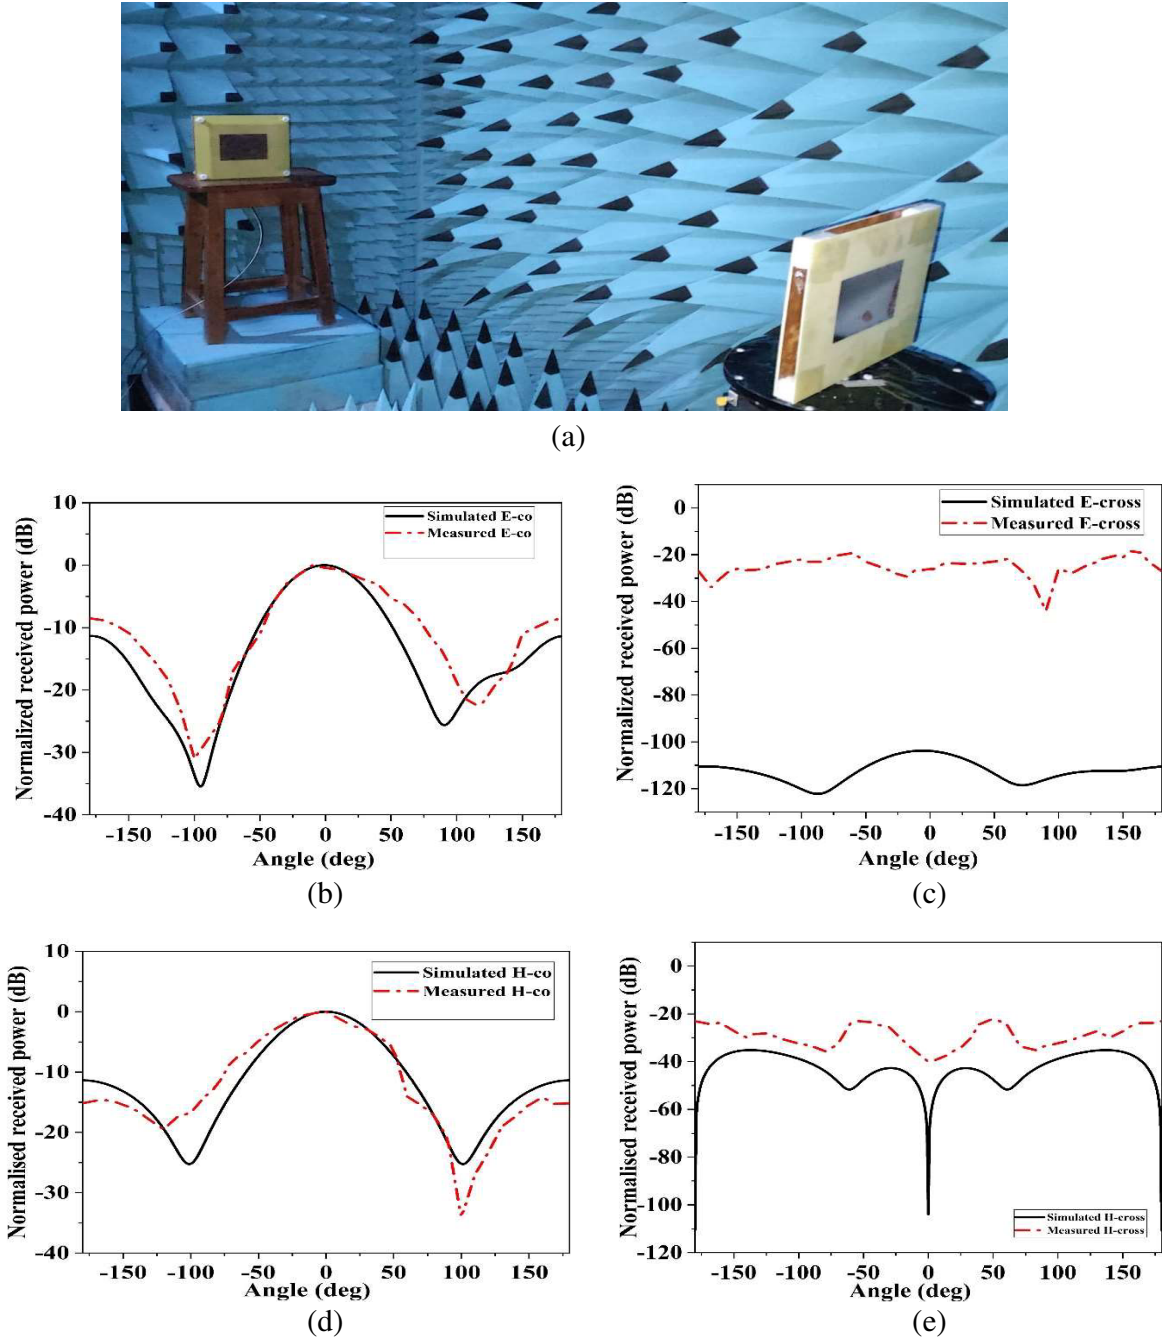 (a)
10
0
-10
-20
-30
-40
Normalized received power (dB)
Simulated E-co
Measured E-co
-150 -100 -50 0 50 100 150
Angle (deg)
(b)
0
-20
-40
-60
-80
-100
-120
Normalized received power (dB)
Simulated E-cross
Measured E-cross
-150 -100 -50 0 50 100 150
Angle (deg)
(c)
10
0
-10
-20
-30
-40
Normalised received power (dB)
Simulated H-co
Measured H-co
-150 -100 -50 0 50 100 150
Angle (deg)
(d)
0
-20
-40
-60
-80
-100
-120
Normalised received power (dB)
Simulated H-cross
Measured H-cross
-150 -100 -50 0 50 100 150
Angle (deg)
(e)